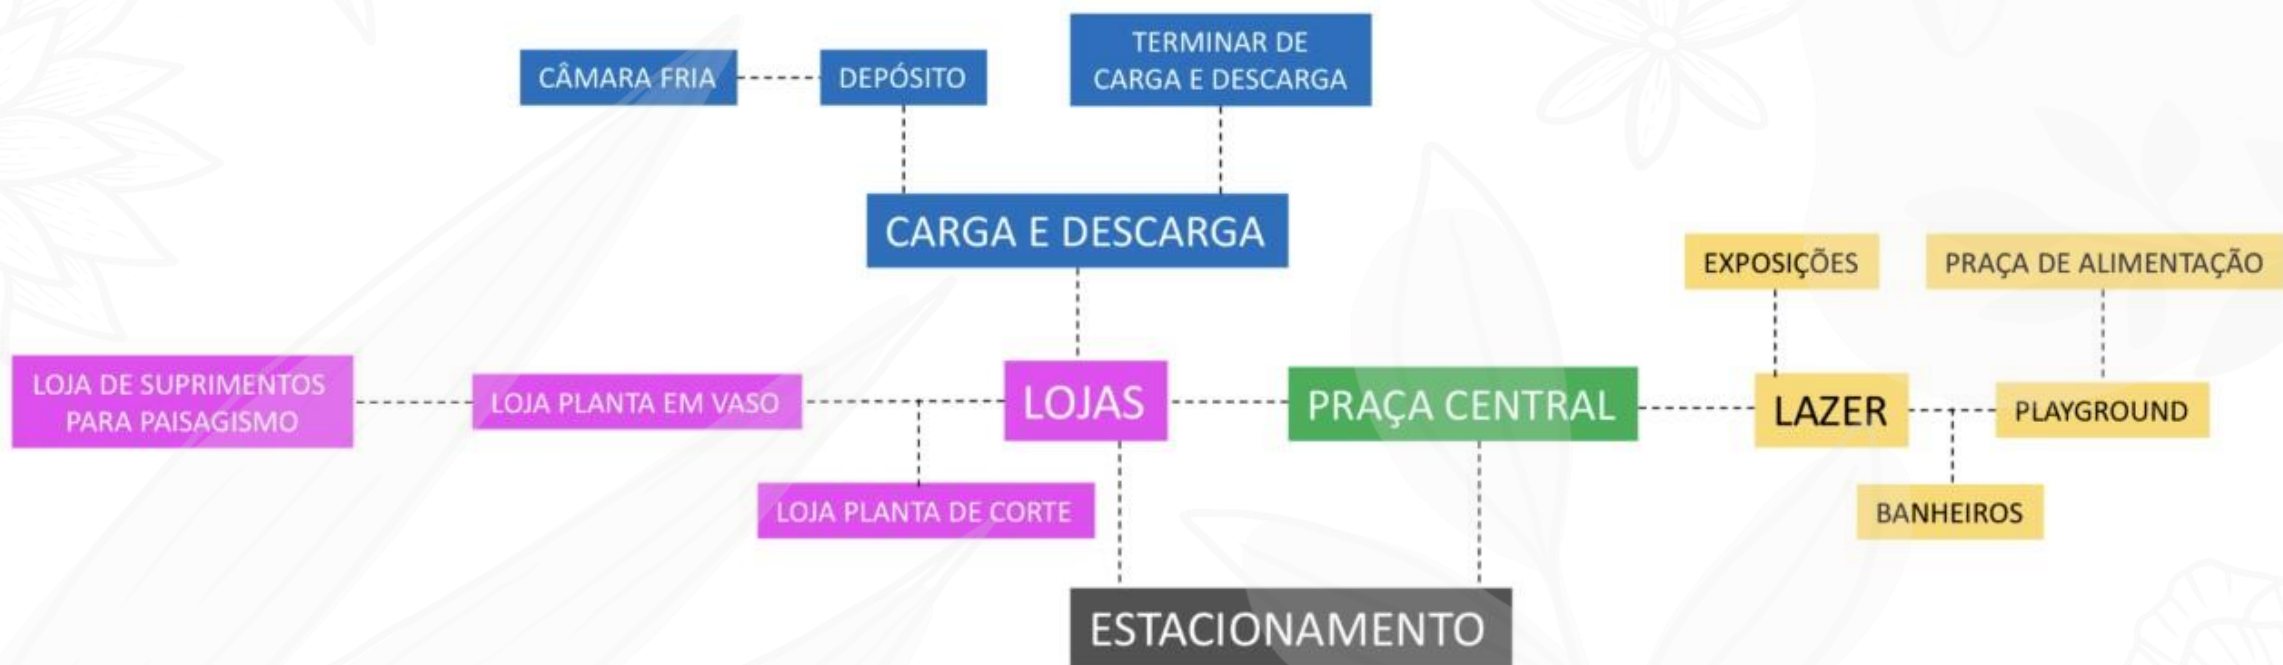 TERMINAR DE
CARGA E DESCARGA
CÂMARA FRIA
DEPÓSITO
CARGA E DESCARGA
EXPOSIÇÕES
PRAÇA DE ALIMENTAÇÃO
LOJA DE SUPRIMENTOS
PARA PAISAGISMO
LOJA PLANTA EM VASO
LOJAS
PRAÇA CENTRAL
LAZER
PLAYGROUND
LOJA PLANTA DE CORTE
BANHEIROS
ESTACIONAMENTO